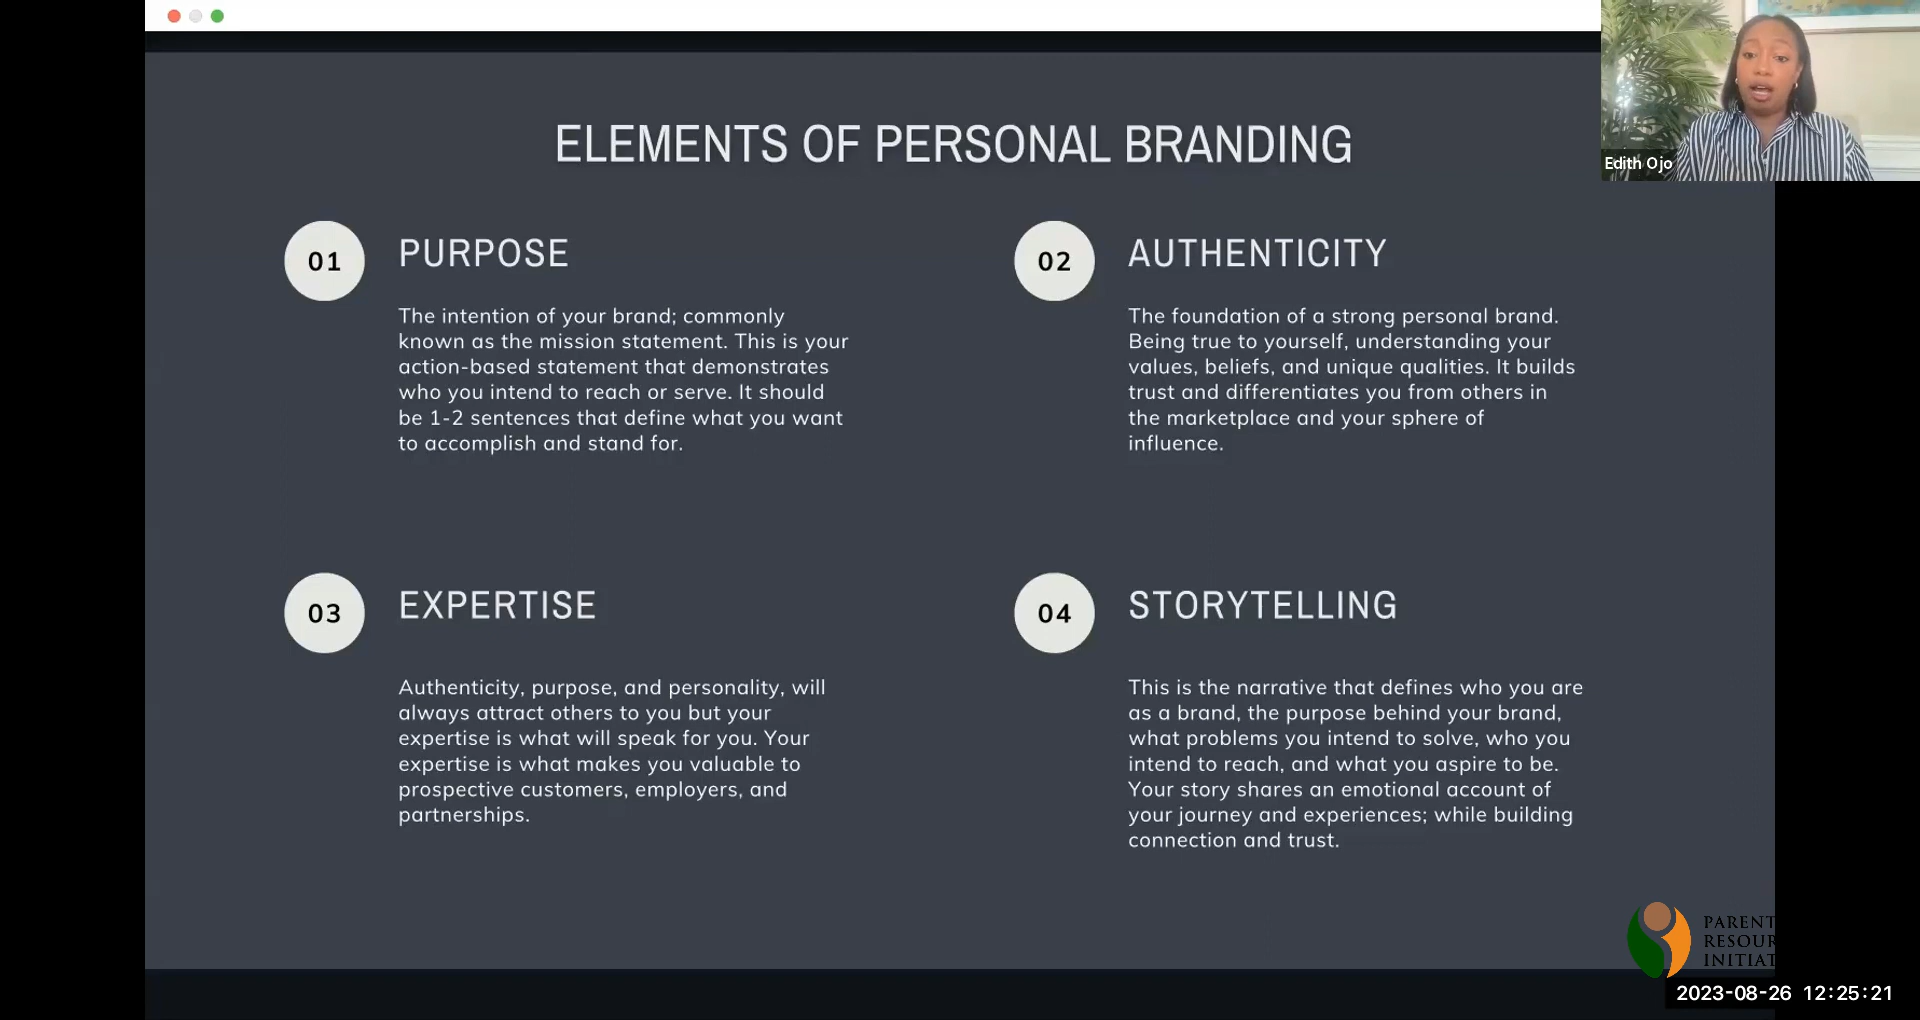 ELEMENTS OF PERSONAL BRANDING
01
PURPOSE
The intention of your brand; commonly
known as the mission statement. This is your
action-based statement that demonstrates
who you intend to reach or serve. It should
be 1-2 sentences that define what you want
to accomplish and stand for.
02
AUTHENTICITY
The foundation of a strong personal brand.
Being true to yourself, understanding your
values, beliefs, and unique qualities. It builds
trust and differentiates you from others in
the marketplace and your sphere of
influence.
03
EXPERTISE
Authenticity, purpose, and personality, will
always attract others to you but your
expertise is what will speak for you. Your
expertise is what makes you valuable to
prospective customers, employers, and
partnerships.
04
STORYTELLING
This is the narrative that defines who you are
as a brand, the purpose behind your brand,
what problems you intend to solve, who you
intend to reach, and what you aspire to be.
Your story shares an emotional account of
your journey and experiences; while building
connection and trust.
Edith Ojo
PARENT
RESOUR
INITIAT
2023-08-26 12:25:21